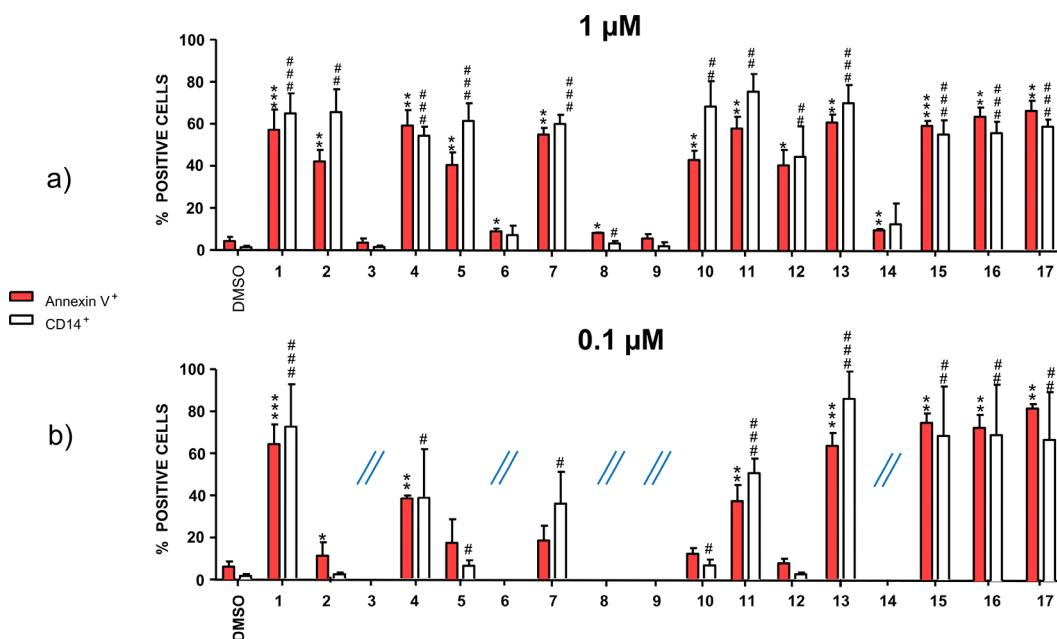 1 µM
a)
% POSITIVE CELLS
100
80
60
40
20
0
*** ### ** ## ** ### ** ### * ** ### * # ** ## ** ## * ## ** ### ** *** ### ** ### ** ###
DMSO 1 2 3 4 5 6 7 8 9 10 11 12 13 14 15 16 17
Annexin V+
CD14+
0.1 µM
b)
% POSITIVE CELLS
100
80
60
40
20
0
*** ### * ** # # # # ** ### *** ### ** ## ** ## ** ##
DMSO 1 2 3 4 5 6 7 8 9 10 11 12 13 14 15 16 17